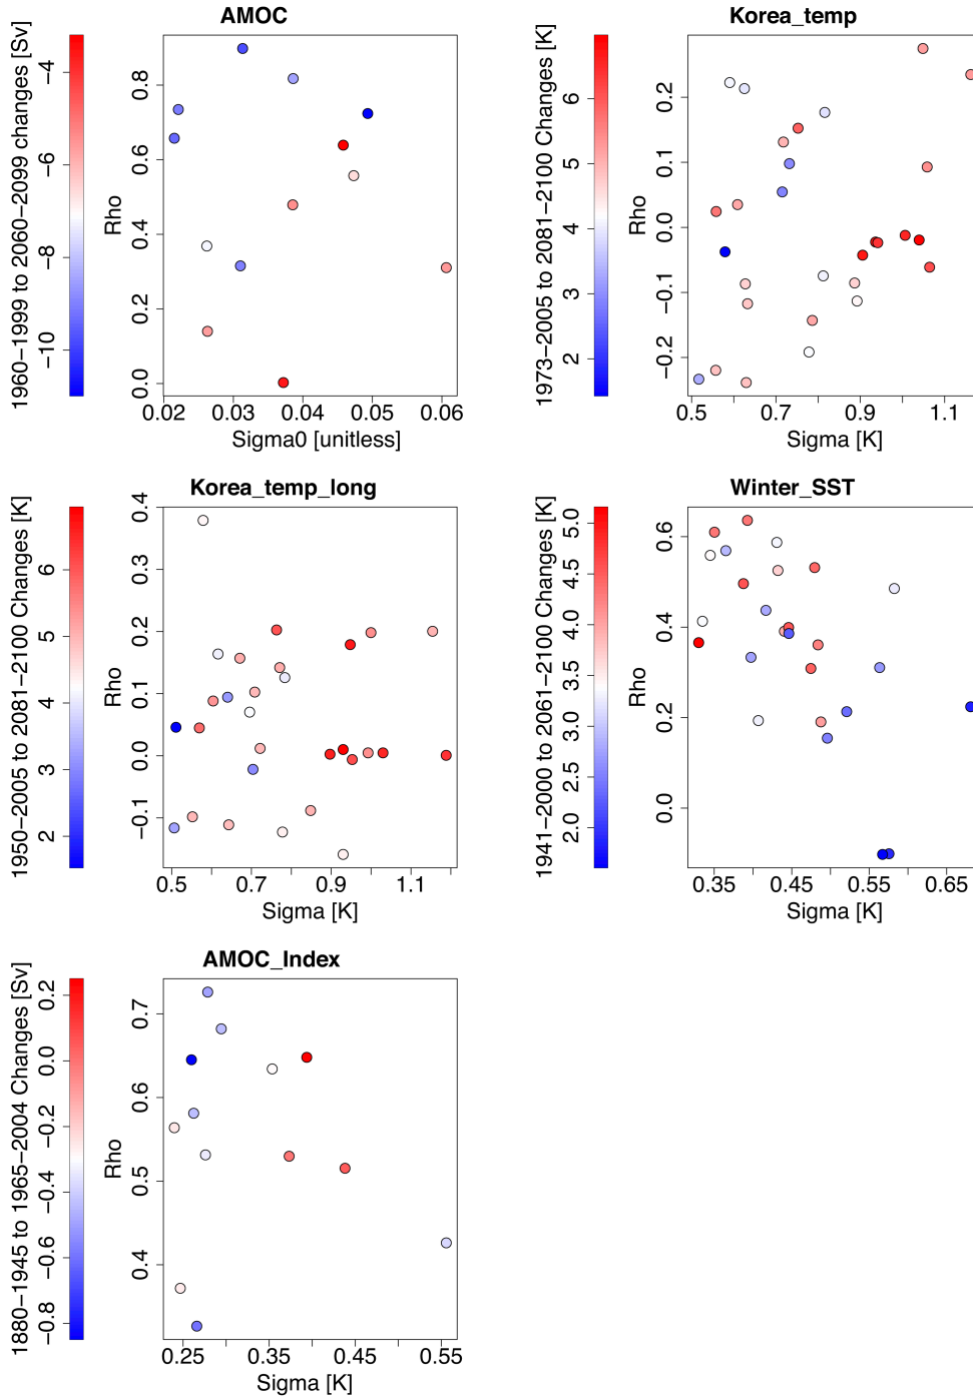 AMOC
1960−1999 to 2060−2099 changes [Sv]
−4
−6
−8
−10
Rho
0.8
0.6
0.4
0.2
0.0
0.02 0.03 0.04 0.05 0.06
Sigma0 [unitless]
Korea_temp
1973−2005 to 2081−2100 Changes [K]
6
5
4
3
2
Rho
0.2
0.1
0.0
−0.1
−0.2
0.5 0.7 0.9 1.1
Sigma [K]
Korea_temp_long
1950−2005 to 2081−2100 Changes [K]
6
5
4
3
2
Rho
0.4
0.3
0.2
0.1
0.0
−0.1
0.5 0.7 0.9 1.1
Sigma [K]
Winter_SST
1941−2000 to 2061−2100 Changes [K]
5.0
4.5
4.0
3.5
3.0
2.5
2.0
Rho
0.6
0.4
0.2
0.0
0.35 0.45 0.55 0.65
Sigma [K]
AMOC_Index
1880−1945 to 1965−2004 Changes [Sv]
0.2
0.0
−0.2
−0.4
−0.6
−0.8
Rho
0.7
0.6
0.5
0.4
0.25 0.35 0.45 0.55
Sigma [K]